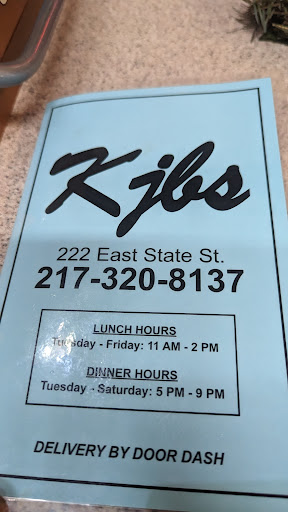 Kjbs
222 East State St.
217-320-8137
LUNCH HOURS
Tuesday - Friday: 11 AM - 2 PM
DINNER HOURS
Tuesday - Saturday: 5 PM - 9 PM
DELIVERY BY DOOR DASH